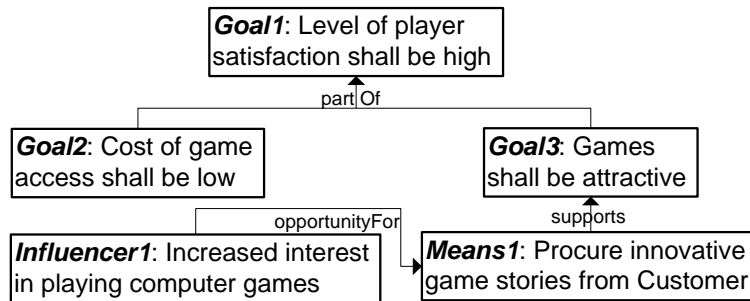 Goal1: Level of player
satisfaction shall be high
part Of
Goal2: Cost of game
access shall be low
Goal3: Games
shall be attractive
opportunityFor
supports
Influencer1: Increased interest
in playing computer games
Means1: Procure innovative
game stories from Customer